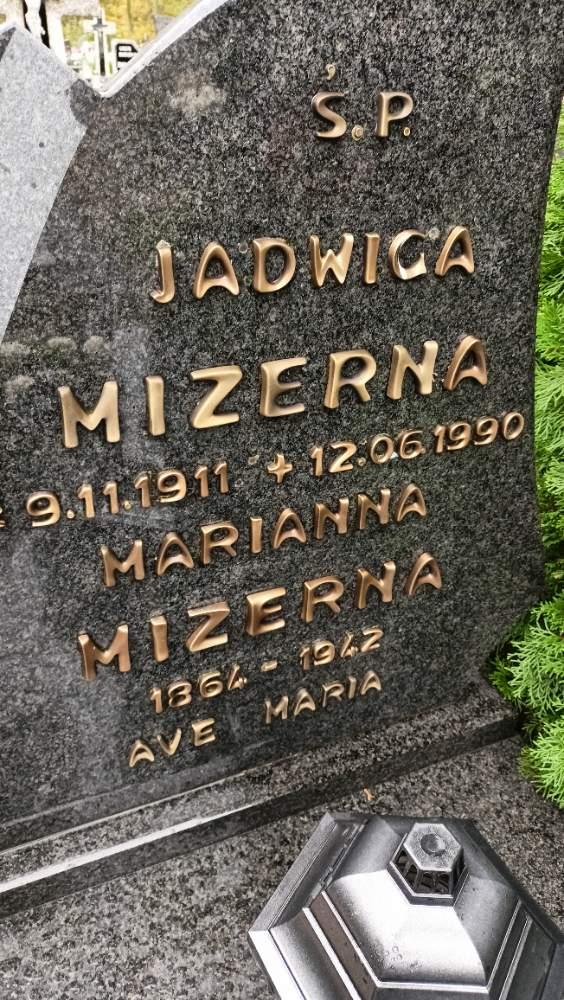 Ś.P.
JADWIGA
MIZERNA
* 9.11.1911 + 12.06.1990
MARIANNA
MIZERNA
1864 - 1942
AVE MARIA